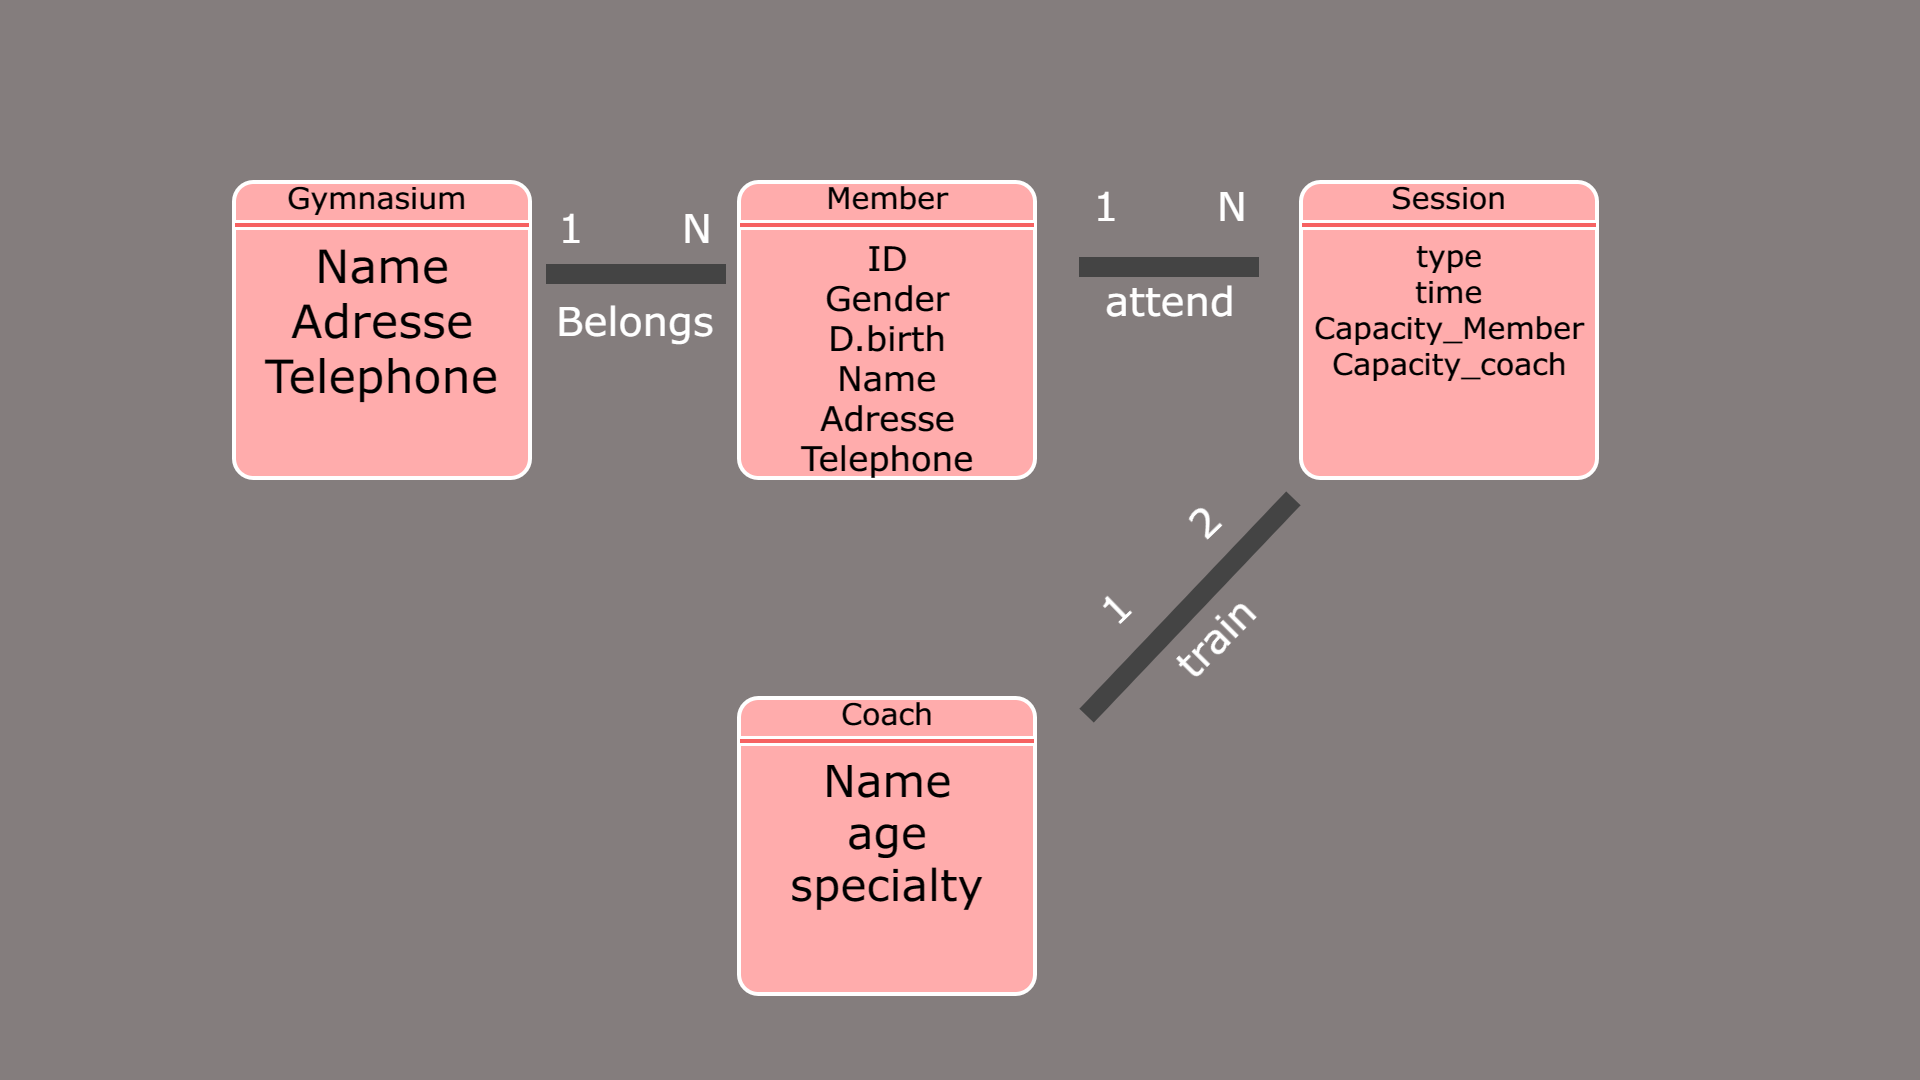 Gymnasium
Name
Adresse
Telephone
1 N
Belongs
Member
ID
Gender
D.birth
Name
Adresse
Telephone
1 N
attend
Session
type
time
Capacity_Member
Capacity_coach
1 2
train
Coach
Name
age
specialty